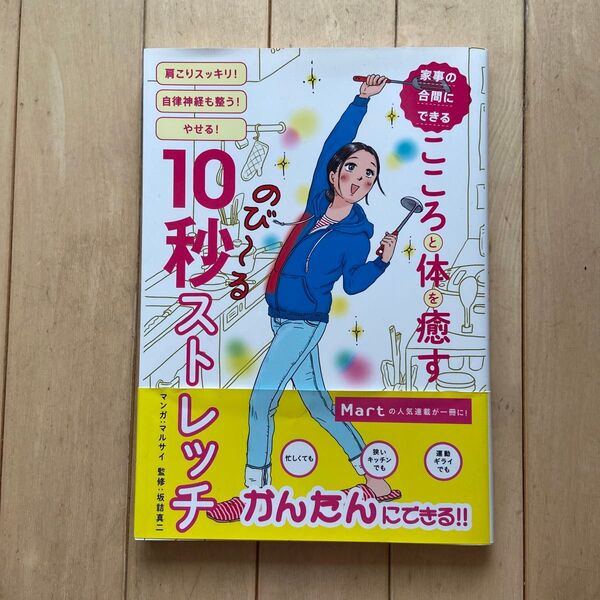 家事の
合間に
できる
こころと体を癒す
肩こりスッキリ！
自律神経も整う！
やせる！
のび〜る
10秒ストレッチ
マンガ：マルサイ 監修：坂詰真二
Martの人気連載が一冊に！
忙しくても
狭い
キッチン
でも
運動
ギライ
でも
かんたんにできる!!